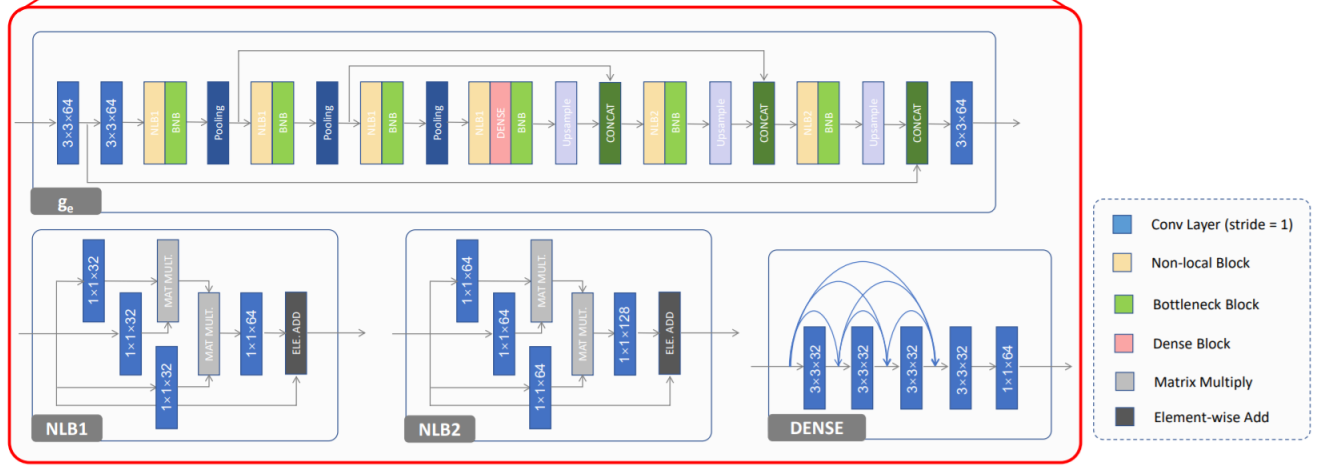 3×3×64
3×3×64
NLB1
BNB
Pooling
NLB1
BNB
Pooling
NLB1
BNB
Pooling
NLB1
DENSE
BNB
Upsample
CONCAT
NLB2
BNB
Upsample
CONCAT
NLB2
BNB
Upsample
CONCAT
3×3×64
ge
1×1×32
1×1×32
1×1×32
MAT MULT.
MAT MULT.
1×1×64
ELE. ADD
NLB1
1×1×64
1×1×64
1×1×64
MAT MULT.
MAT MULT.
1×1×128
ELE. ADD
NLB2
3×3×32
3×3×32
3×3×32
3×3×32
1×1×64
DENSE
Conv Layer (stride = 1)
Non-local Block
Bottleneck Block
Dense Block
Matrix Multiply
Element-wise Add